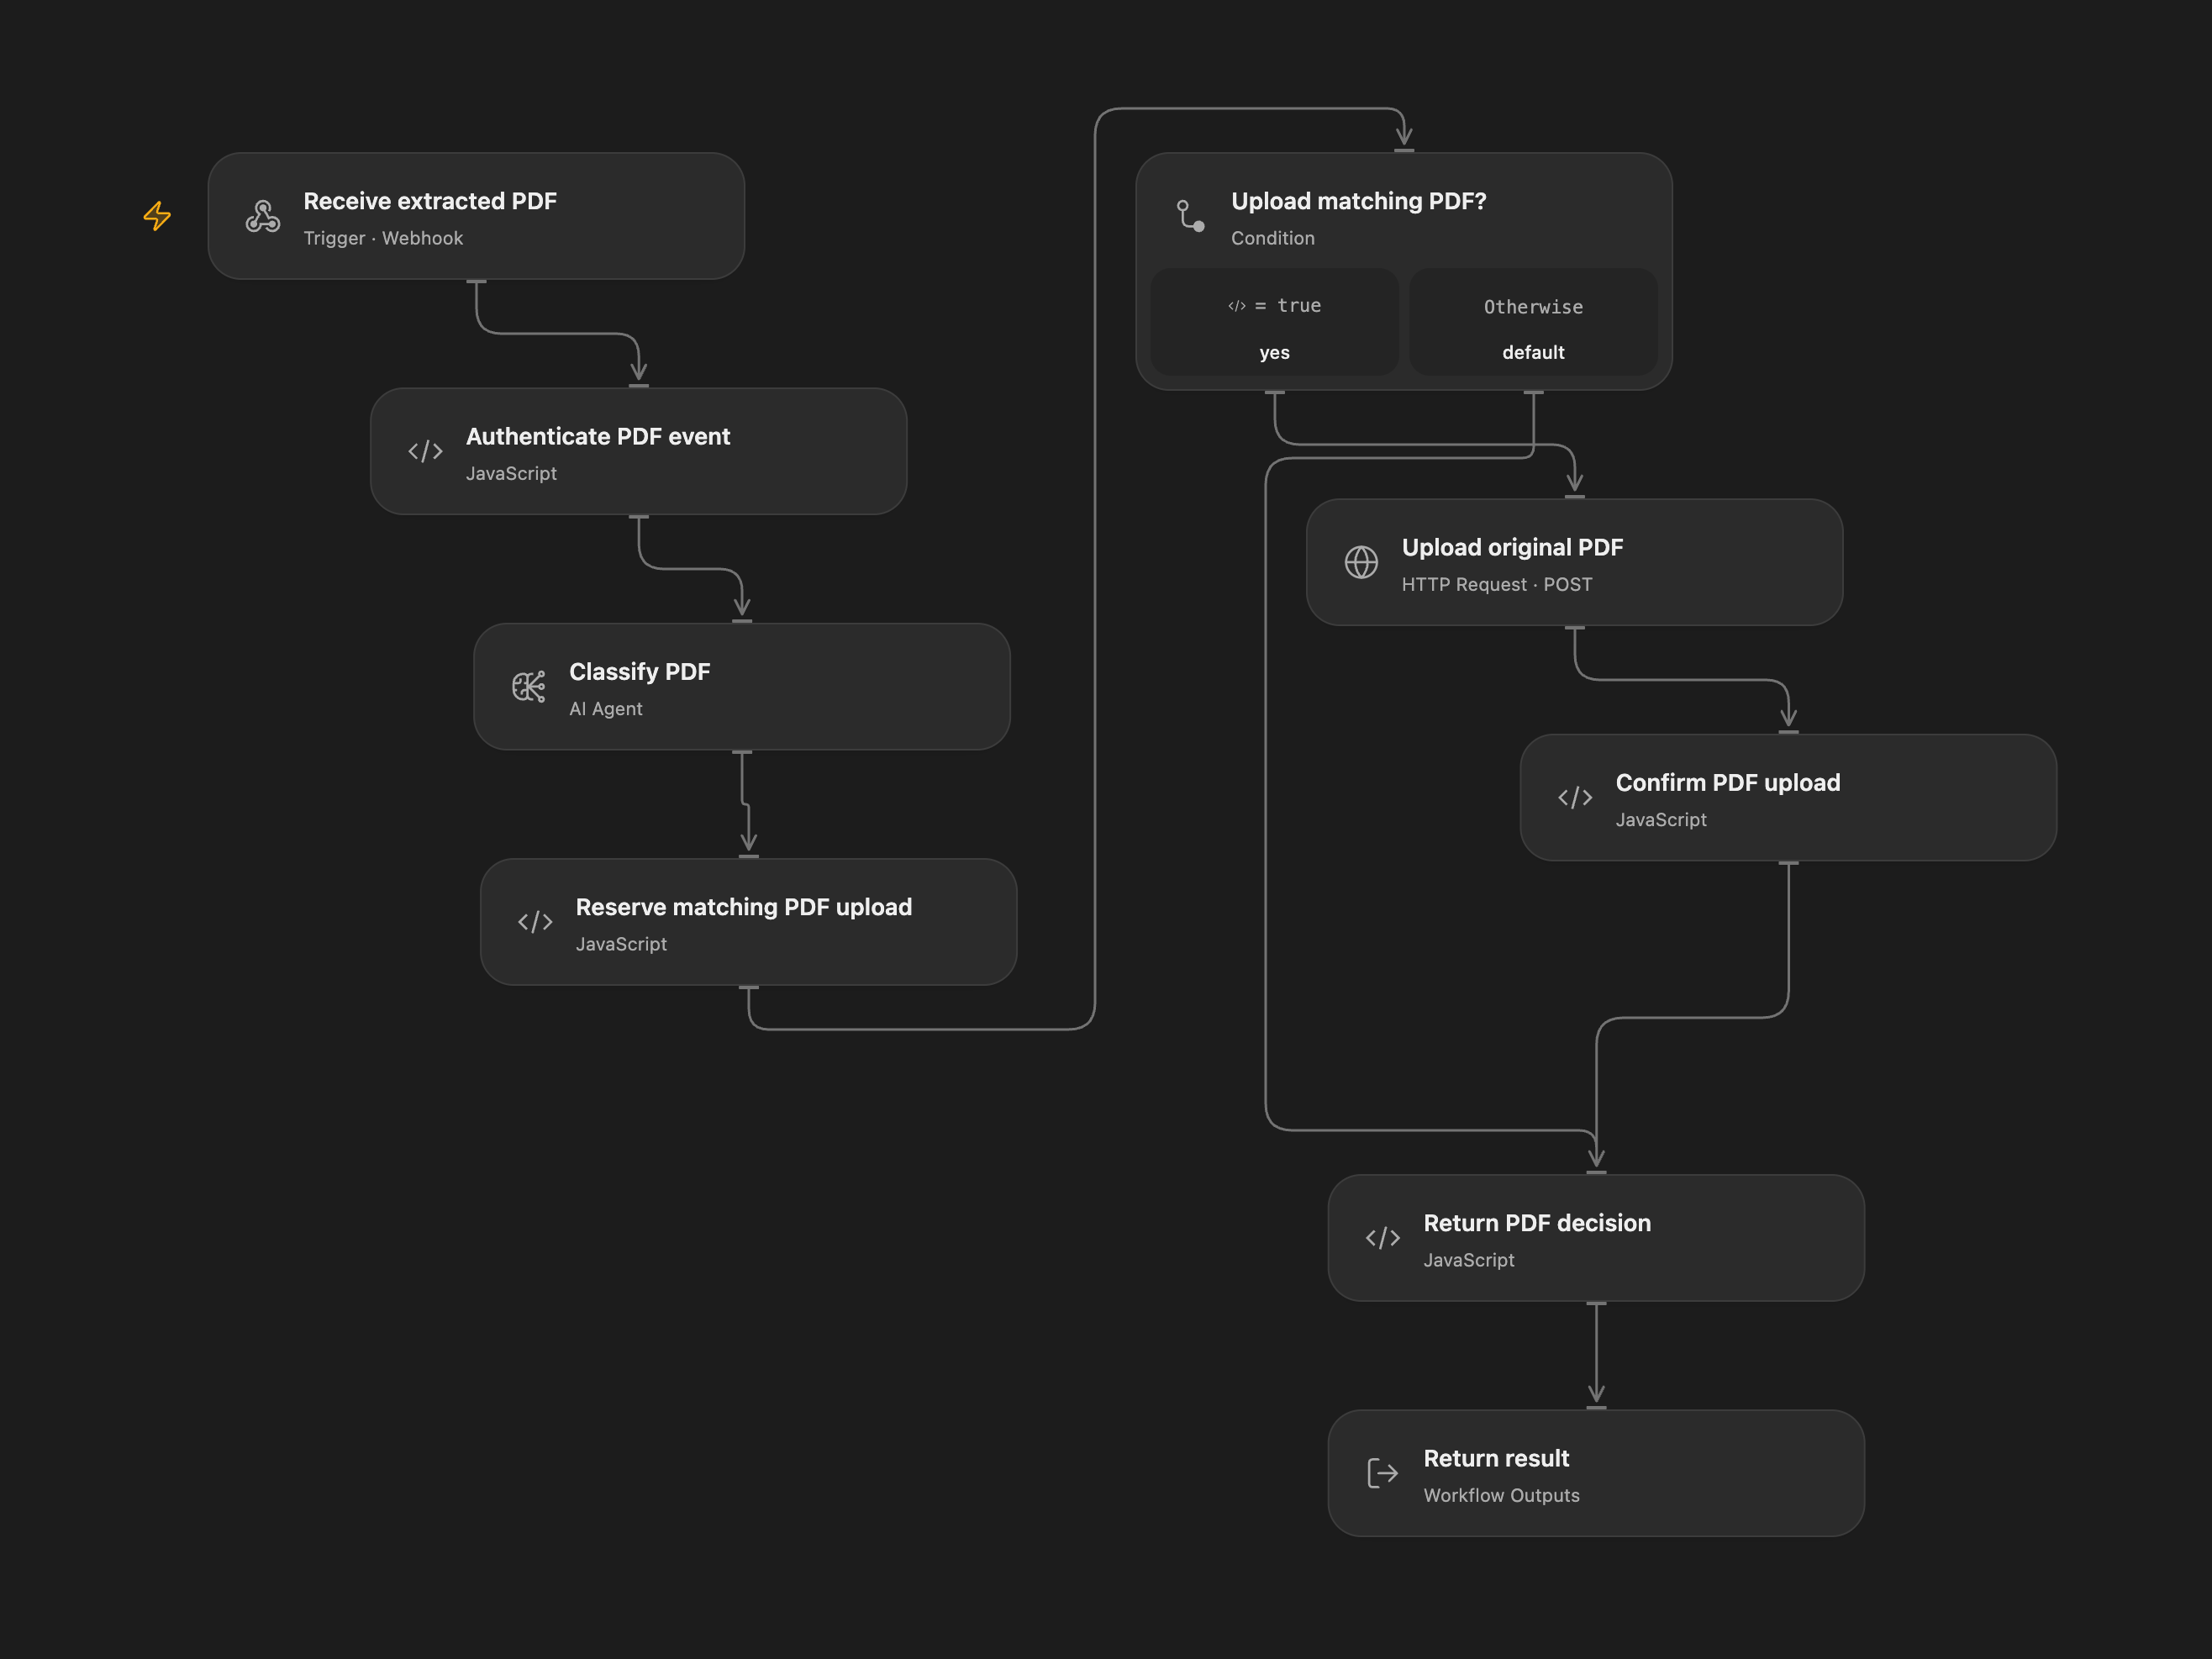 Receive extracted PDF
Trigger · Webhook
Authenticate PDF event
JavaScript
Classify PDF
AI Agent
Reserve matching PDF upload
JavaScript
Upload matching PDF?
Condition
</> = true
yes
Otherwise
default
Upload original PDF
HTTP Request · POST
Confirm PDF upload
JavaScript
Return PDF decision
JavaScript
Return result
Workflow Outputs